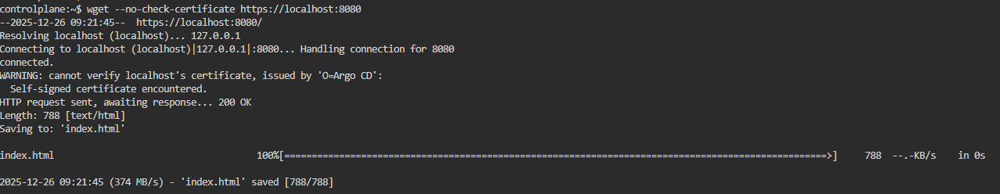 controlplane:~$ wget --no-check-certificate https://localhost:8080
--2025-12-26 09:21:45--  https://localhost:8080/
Resolving localhost (localhost)... 127.0.0.1
Connecting to localhost (localhost)|127.0.0.1|:8080... Handling connection for 8080
connected.
WARNING: cannot verify localhost's certificate, issued by 'O=Argo CD':
  Self-signed certificate encountered.
HTTP request sent, awaiting response... 200 OK
Length: 788 [text/html]
Saving to: 'index.html'

index.html                                     100%[====================================================================================================>]     788  --.-KB/s    in 0s

2025-12-26 09:21:45 (374 MB/s) - 'index.html' saved [788/788]